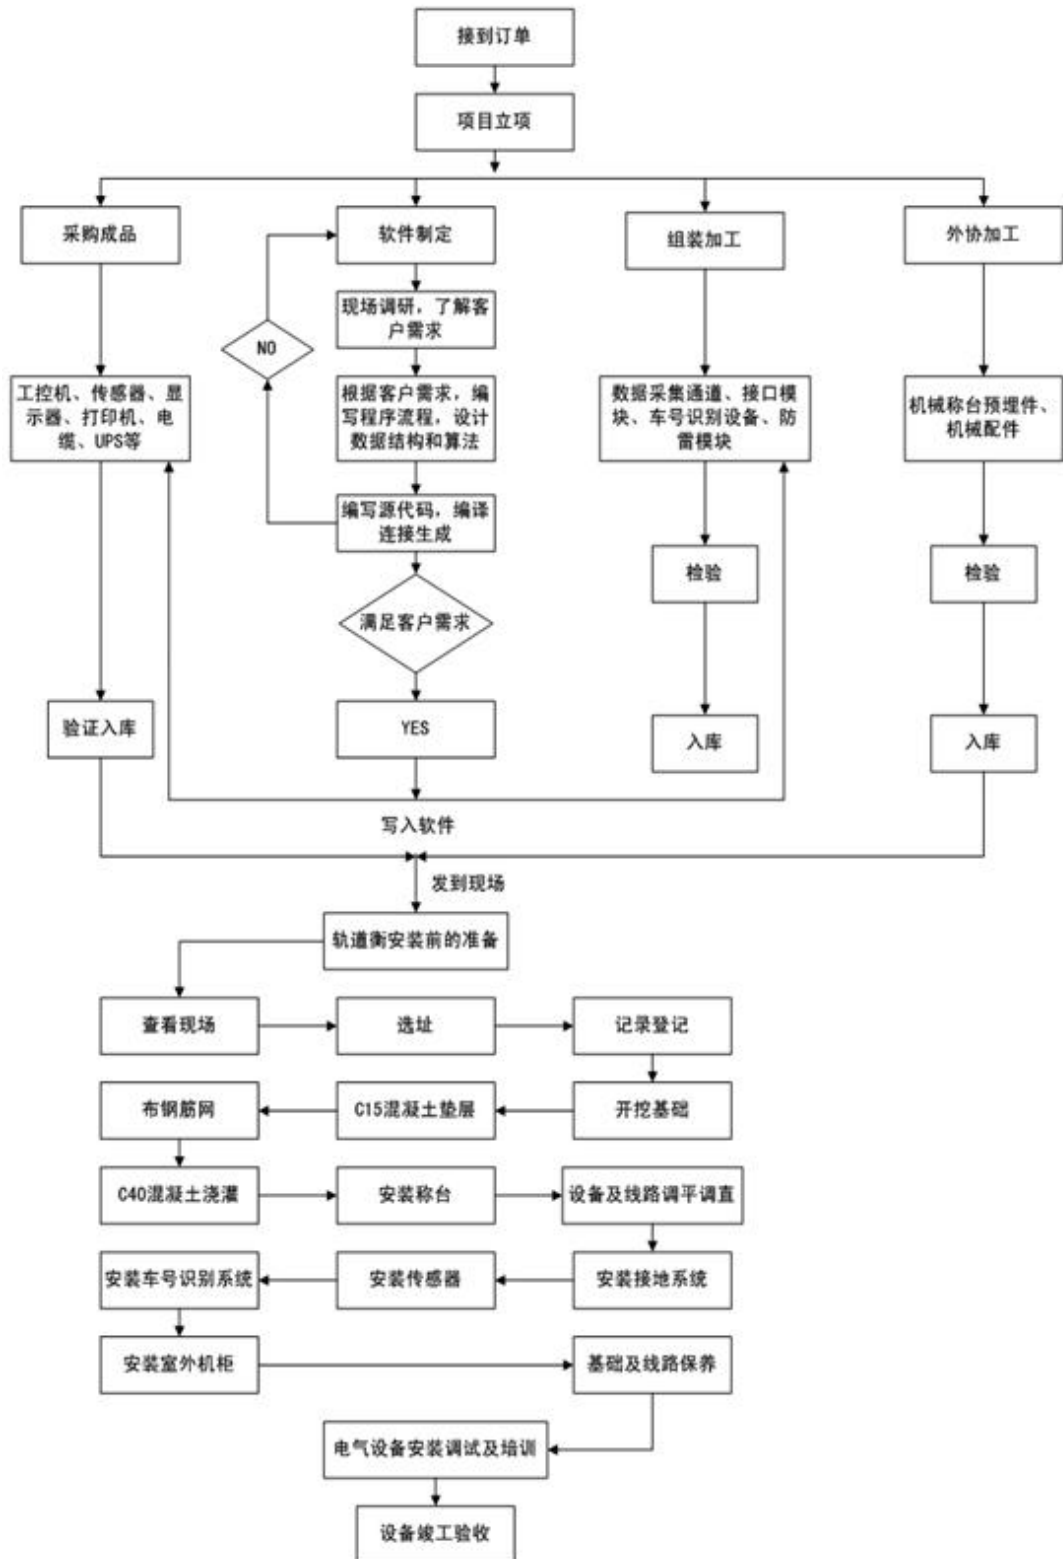 接到订单
项目立项
采购成品
软件制定
组装加工
外协加工
现场调研，了解客
户需求
NO
工控机、传感器、显
示器、打印机、电
缆、UPS等
根据客户需求，编
写程序流程，设计
数据结构和算法
数据采集通道、接口模
块、车号识别设备、防
雷模块
机械称台预埋件、
机械配件
编写源代码，编译
连接生成
检验
检验
满足客户需求
验证入库
YES
入库
入库
写入软件
发到现场
轨道衡安装前的准备
查看现场
选址
记录登记
布钢筋网
C15混凝土垫层
开挖基础
C40混凝土浇灌
安装称台
设备及线路调平调直
安装车号识别系统
安装传感器
安装接地系统
安装室外机柜
基础及线路保养
电气设备安装调试及培训
设备竣工验收